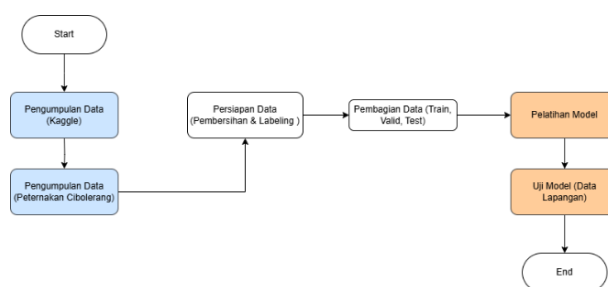 Start
Pengumpulan Data
(Kaggle)
Pengumpulan Data
(Peternakan Cibolerang)
Persiapan Data
(Pembersihan & Labeling )
Pembagian Data (Train,
Valid, Test)
Pelatihan Model
Uji Model (Data
Lapangan)
End